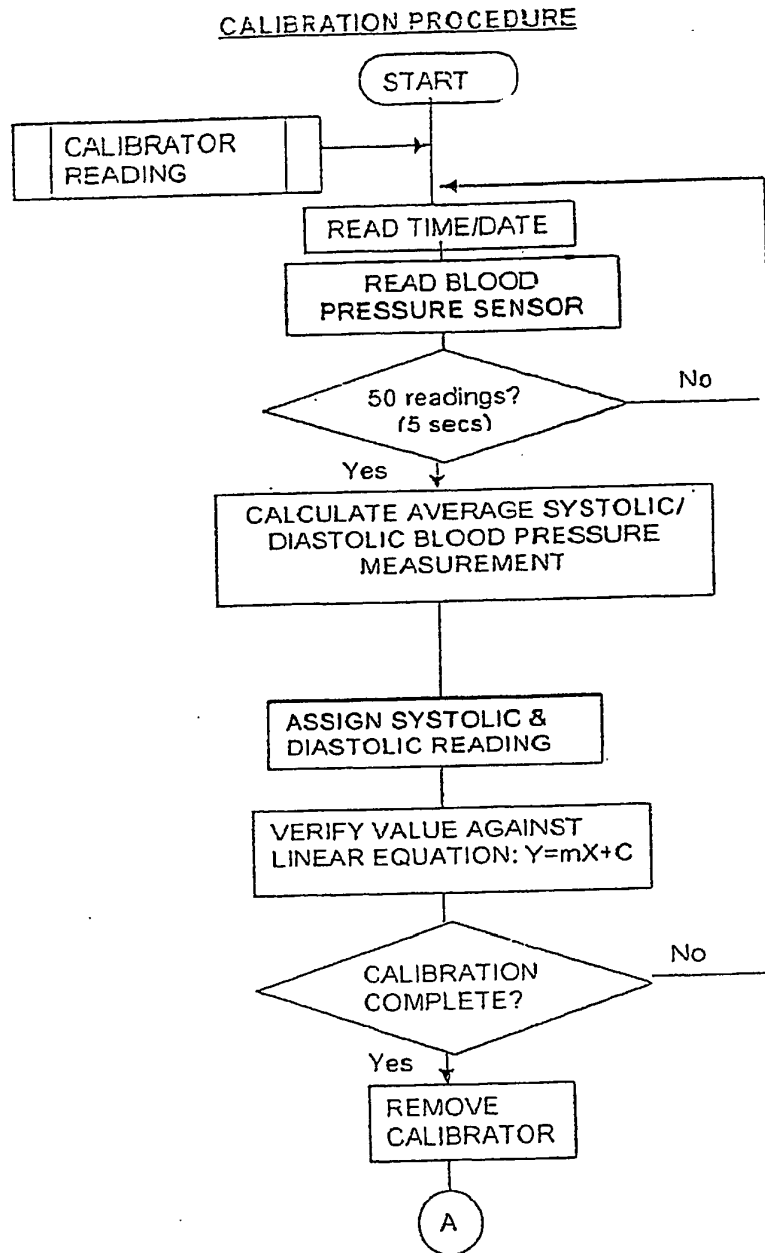 CALIBRATION PROCEDURE
START
CALIBRATOR
READING
READ TIME/DATE
READ BLOOD
PRESSURE SENSOR
50 readings?
(5 secs)
No
Yes
CALCULATE AVERAGE SYSTOLIC/
DIASTOLIC BLOOD PRESSURE
MEASUREMENT
ASSIGN SYSTOLIC &
DIASTOLIC READING
VERIFY VALUE AGAINST
LINEAR EQUATION: Y=mX+C
CALIBRATION
COMPLETE?
No
Yes
REMOVE
CALIBRATOR
A